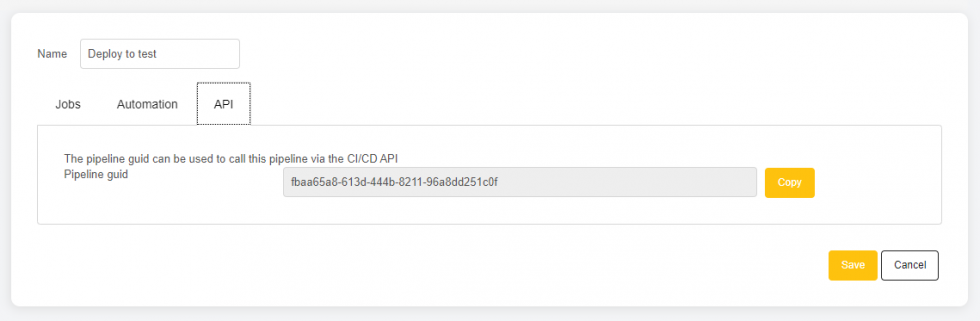 Name Deploy to test
Jobs Automation API
The pipeline guid can be used to call this pipeline via the CI/CD API
Pipeline guid fbaa65a8-613d-444b-8211-96a8dd251c0f Copy
Save Cancel